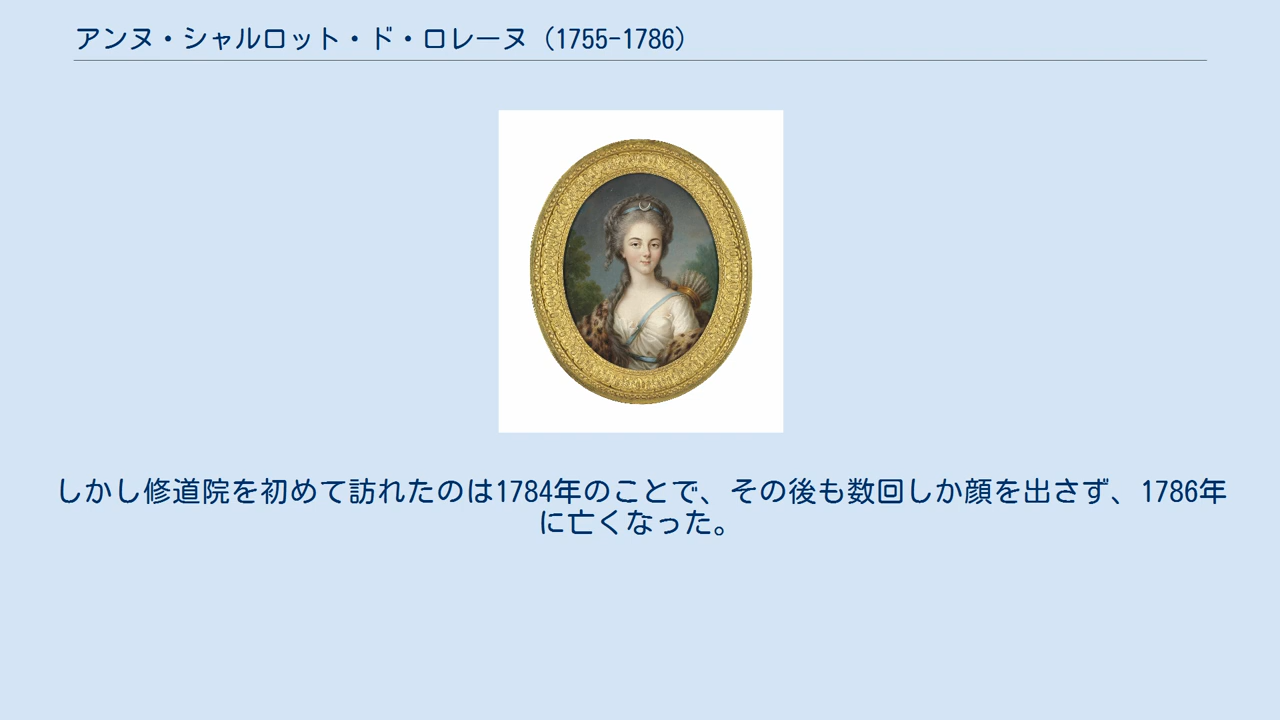 アンヌ・シャルロット・ド・ロレーヌ（1755-1786）
しかし修道院を初めて訪れたのは1784年のことで、その後も数回しか顔を出さず、1786年
に亡くなった。